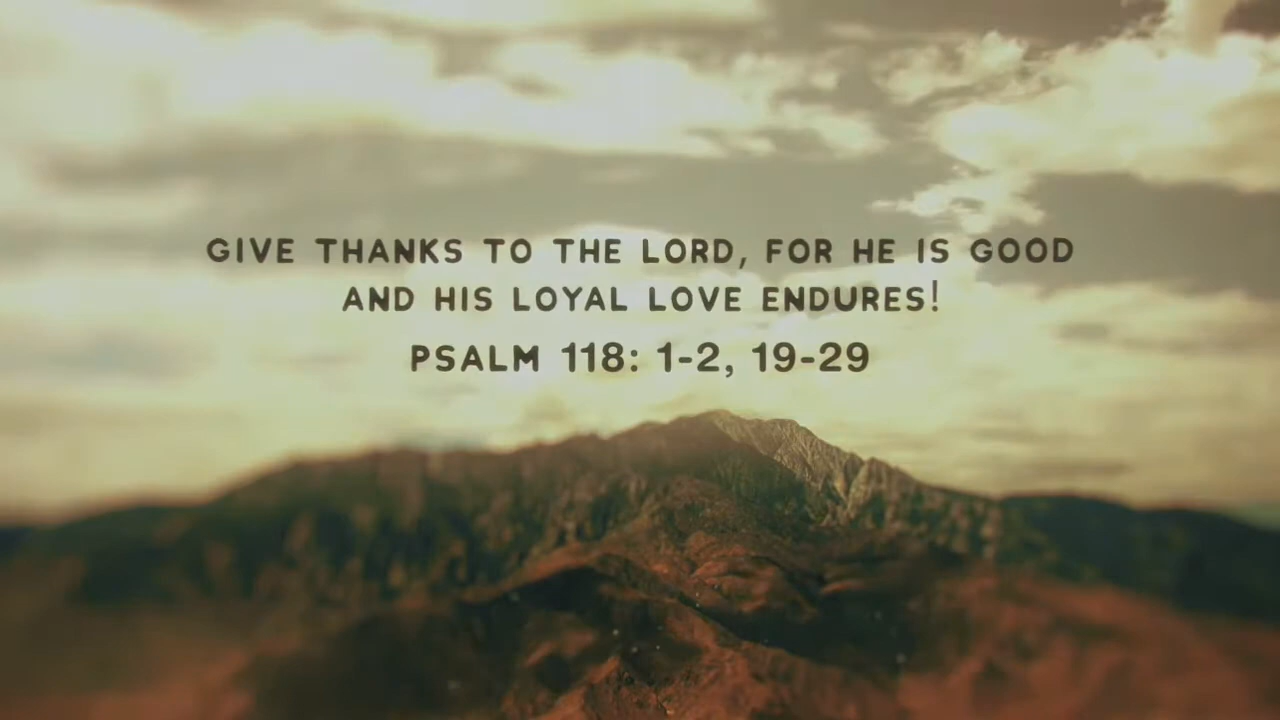 GIVE THANKS TO THE LORD, FOR HE IS GOOD
AND HIS LOYAL LOVE ENDURES!
PSALM 118: 1-2, 19-29